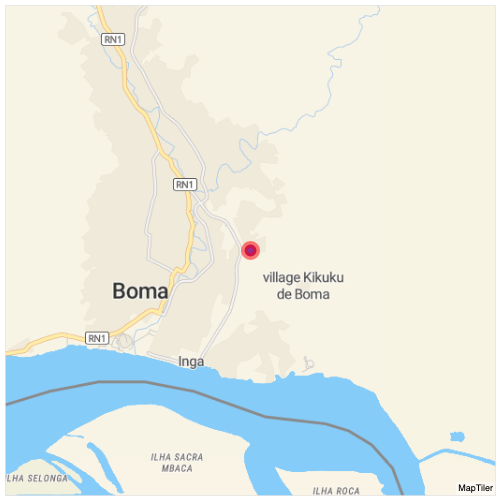 RN1
RN1
village Kikuku
de Boma
Boma
RN1
Inga
ILHA SACRA
MBACA
ILHA SELONGA
ILHA ROCA
MapTiler